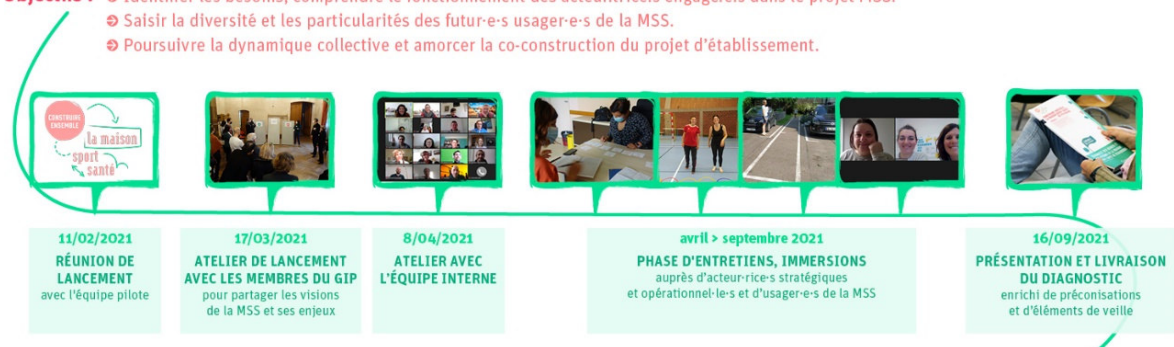 ➲ Saisir la diversité et les particularités des futur·e·s usager·e·s de la MSS.
➲ Poursuivre la dynamique collective et amorcer la co-construction du projet d'établissement.
CONSTRUIRE
ENSEMBLE
la maison
sport
santé
11/02/2021
RÉUNION DE
LANCEMENT
avec l'équipe pilote
17/03/2021
ATELIER DE LANCEMENT
AVEC LES MEMBRES DU GIP
pour partager les visions
de la MSS et ses enjeux
8/04/2021
ATELIER AVEC
L'ÉQUIPE INTERNE
avril > septembre 2021
PHASE D'ENTRETIENS, IMMERSIONS
auprès d'acteur·rice·s stratégiques
et opérationnel·le·s et d'usager·e·s de la MSS
16/09/2021
PRÉSENTATION ET LIVRAISON
DU DIAGNOSTIC
enrichi de préconisations
et d'éléments de veille